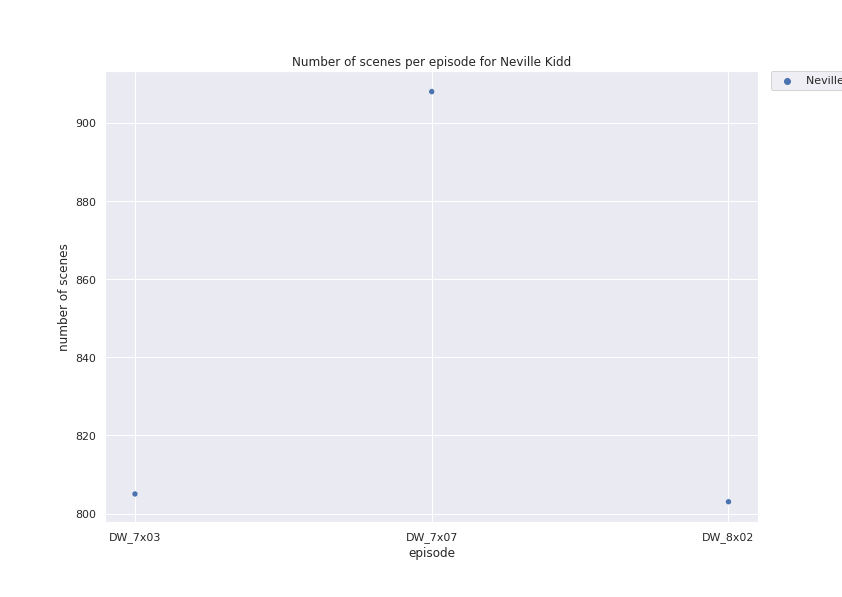 Number of scenes per episode for Neville Kidd
Neville
900
880
860
840
820
800
number of scenes
DW_7x03
DW_7x07
DW_8x02
episode